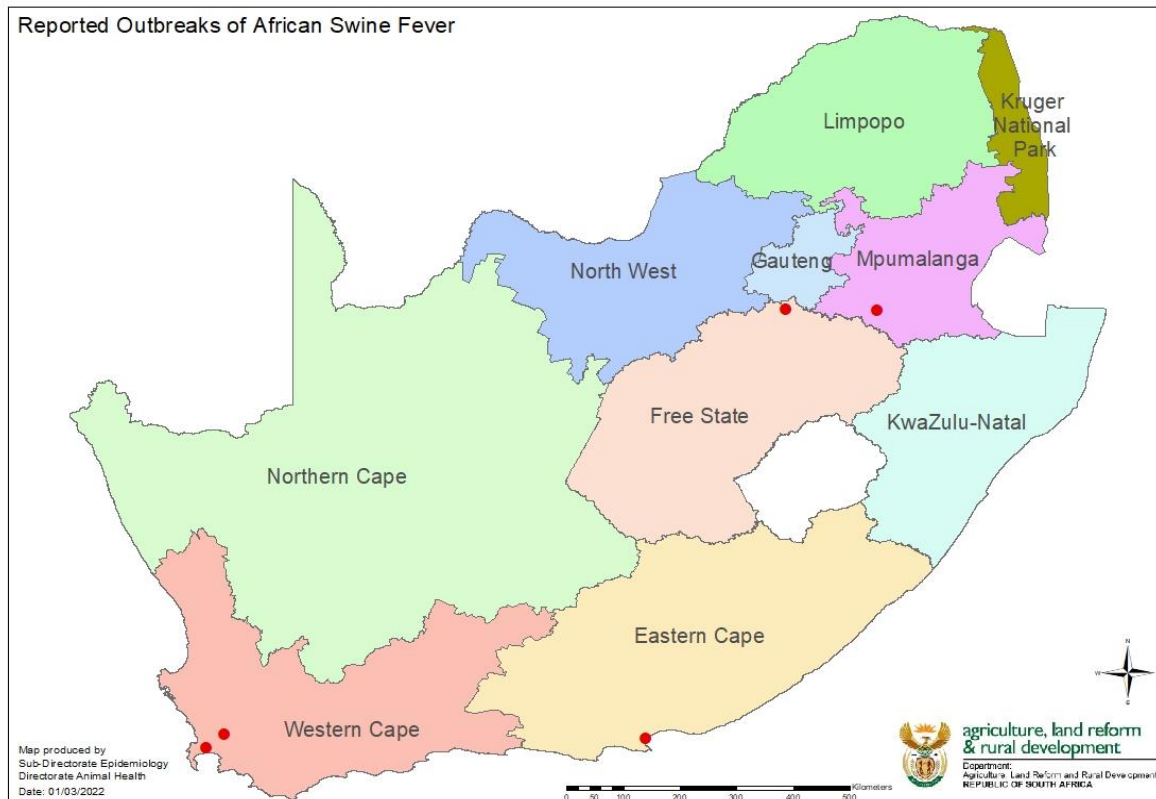 Reported Outbreaks of African Swine Fever
Limpopo
Kruger
National
Park
North West
Gauteng
Mpumalanga
Free State
KwaZulu-Natal
Northern Cape
Eastern Cape
Western Cape
N
W
S
Map produced by
Sub-Directorate Epidemiology
Directorate Animal Health
Date: 01/03/2022
Kilometers
0 50 100 200 300 400 500
agriculture, land reform
& rural development
Department:
Agriculture, Land Reform and Rural Development
REPUBLIC OF SOUTH AFRICA